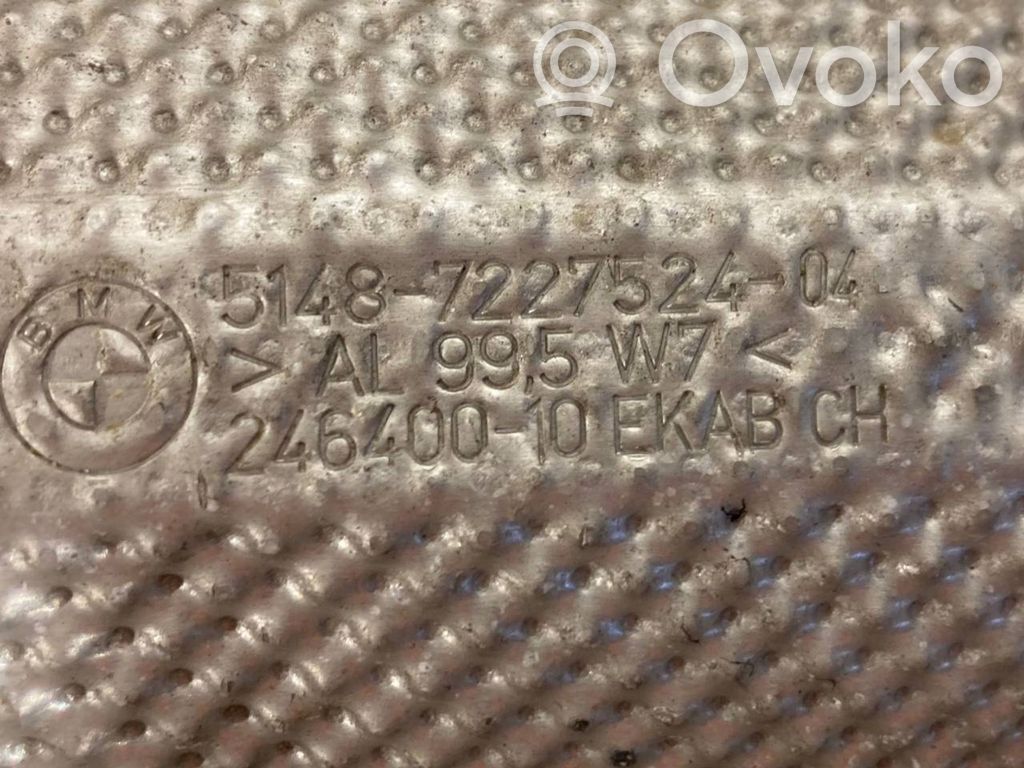 Ovoko
BMW
5148-7227524-04
> AL 99,5 W7 <
246400-10 EKAB CH